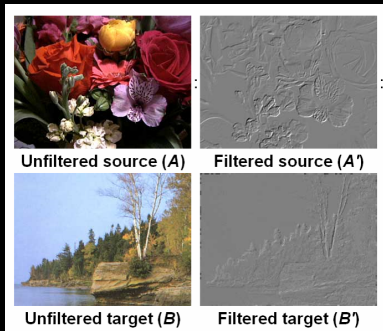 :
:
Unfiltered source (A)
Filtered source (A')
Unfiltered target (B)
Filtered target (B')